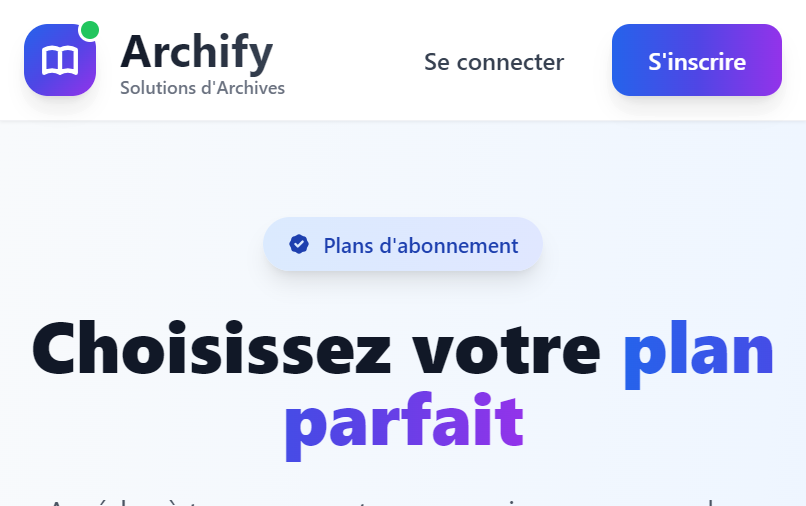 Archify
Solutions d'Archives
Se connecter
S'inscrire
Plans d'abonnement
Choisissez votre plan
parfait